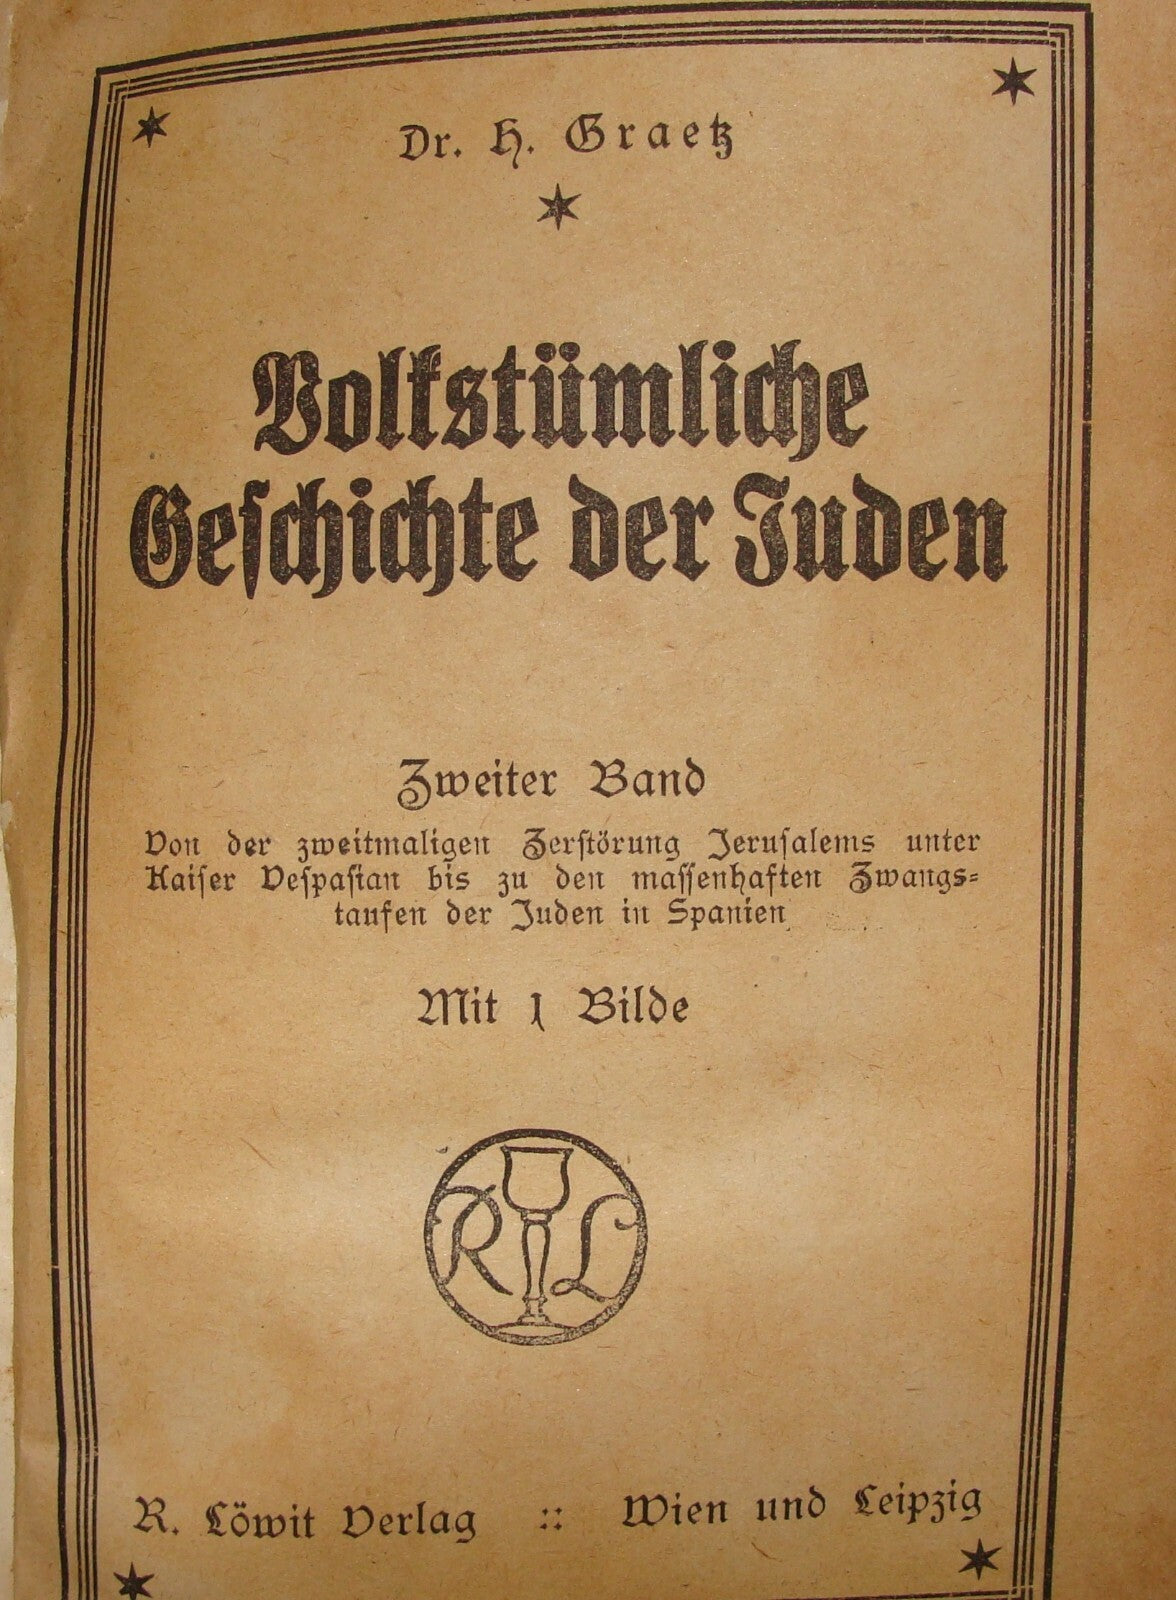 Dr. H. Graetz
Volkstümliche
Geschichte der Juden
Zweiter Band
Von der zweitmaligen Zerstörung Jerusalems unter
Kaiser Vespasian bis zu den massenhaften Zwangs=
taufen der Juden in Spanien
Mit 1 Bilde
R L
R. Löwit Verlag :: Wien und Leipzig